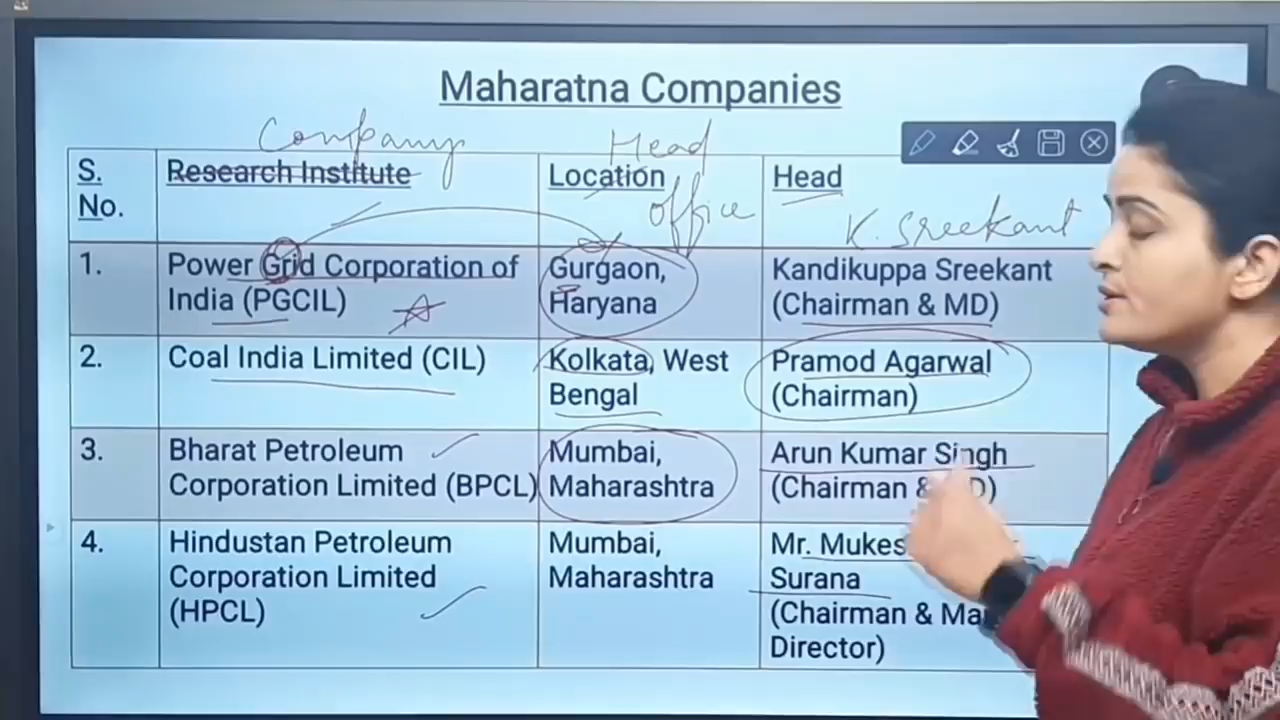 Maharatna Companies
Company
Head
office
S. No.
Research Institute
Location
Head
K. Sreekant
1.
Power Grid Corporation of
India (PGCIL)
Gurgaon,
Haryana
Kandikuppa Sreekant
(Chairman & MD)
2.
Coal India Limited (CIL)
Kolkata, West
Bengal
Pramod Agarwal
(Chairman)
3.
Bharat Petroleum
Corporation Limited (BPCL)
Mumbai,
Maharashtra
Arun Kumar Singh
(Chairman & D)
4.
Hindustan Petroleum
Corporation Limited
(HPCL)
Mumbai,
Maharashtra
Mr.
Surana
(Chairman &
Director)